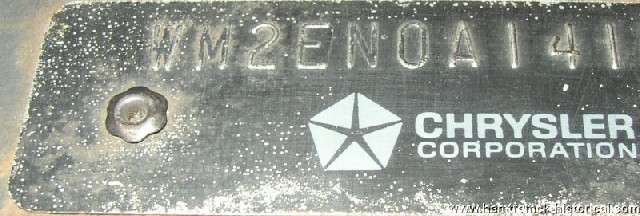 WM2EN0A141
CHRYSLER
CORPORATION
www.hamtramck-historical.com